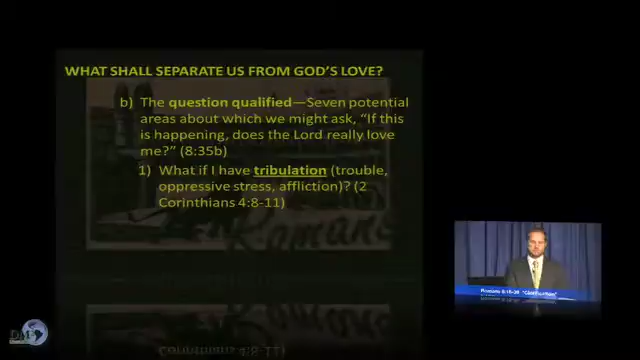 WHAT SHALL SEPARATE US FROM GOD'S LOVE?
b) The question qualified—Seven potential
areas about which we might ask, “If this
is happening, does the Lord really love
me?” (8:35b)
1) What if I have tribulation (trouble,
oppressive stress, affliction)? (2
Corinthians 4:8-11)
Romans